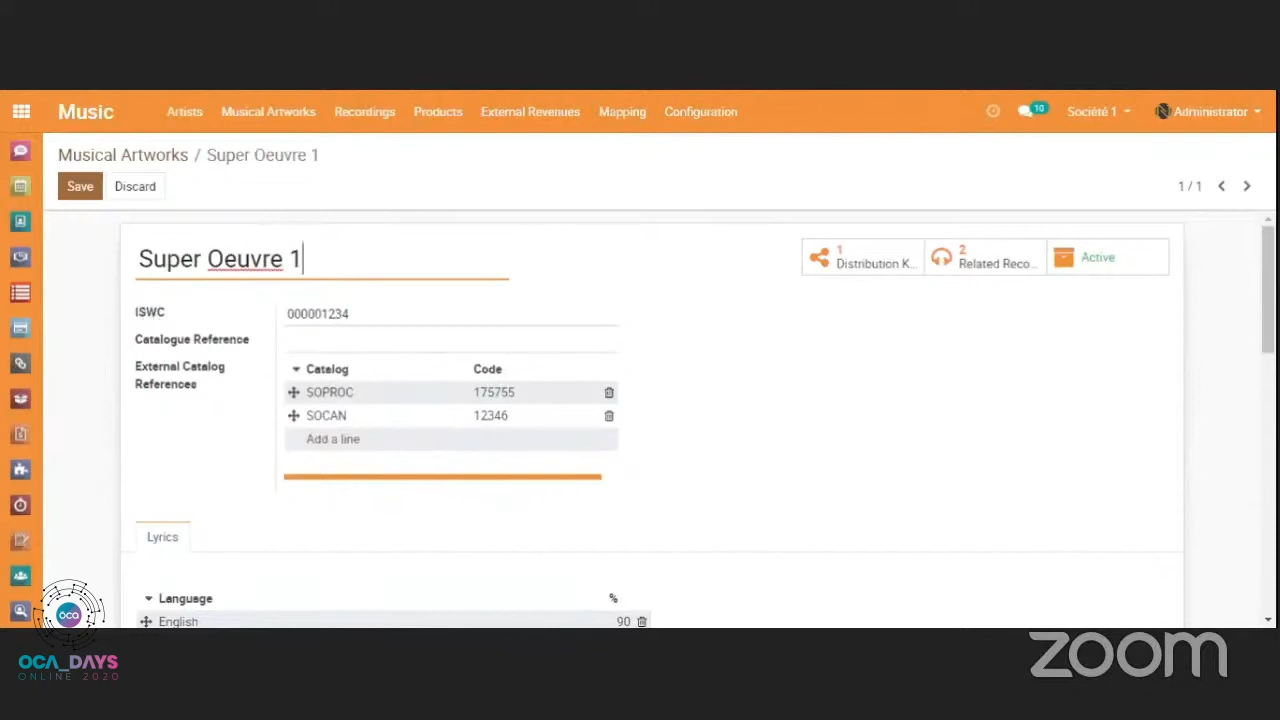 Music Artists Musical Artworks Recordings Products External Revenues Mapping Configuration 10 Société 1 Administrator
Musical Artworks / Super Oeuvre 1
Save Discard 1 / 1
Super Oeuvre 1
1
Distribution K...
2
Related Reco...
Active
ISWC 000001234
Catalogue Reference
External Catalog
References
Catalog Code
SOPROC 175755
SOCAN 12346
Add a line
Lyrics
Language %
English 90
oca
OCA_DAYS
ONLINE 2020
zoom